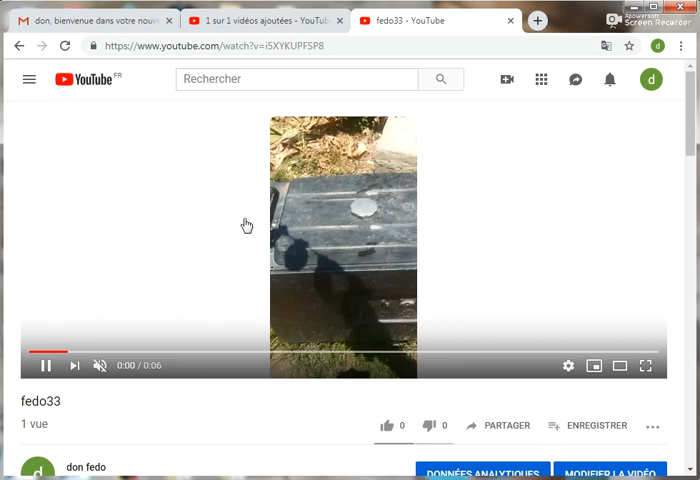 don, bienvenue dans votre nouv
1 sur 1 vidéos ajoutées - YouTub
fedo33 - YouTube
Apowersoft
Screen Recorder
https://www.youtube.com/watch?v=i5XYKUPFSP8
d
YouTube FR
Rechercher
d
0:00 / 0:06
fedo33
1 vue
0
0
PARTAGER
ENREGISTRER
d
don fedo
DONNÉES ANALYTIQUES
MODIFIER LA VIDÉO